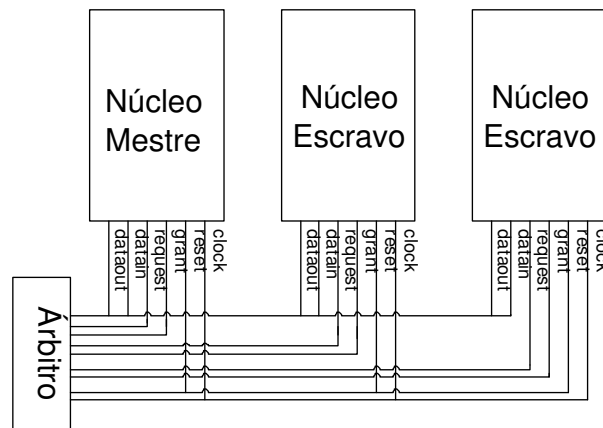 Núcleo
Mestre
Núcleo
Escravo
Núcleo
Escravo
dataout
datain
request
grant
reset
clock
dataout
datain
request
grant
reset
clock
dataout
datain
request
grant
reset
clock
Árbitro